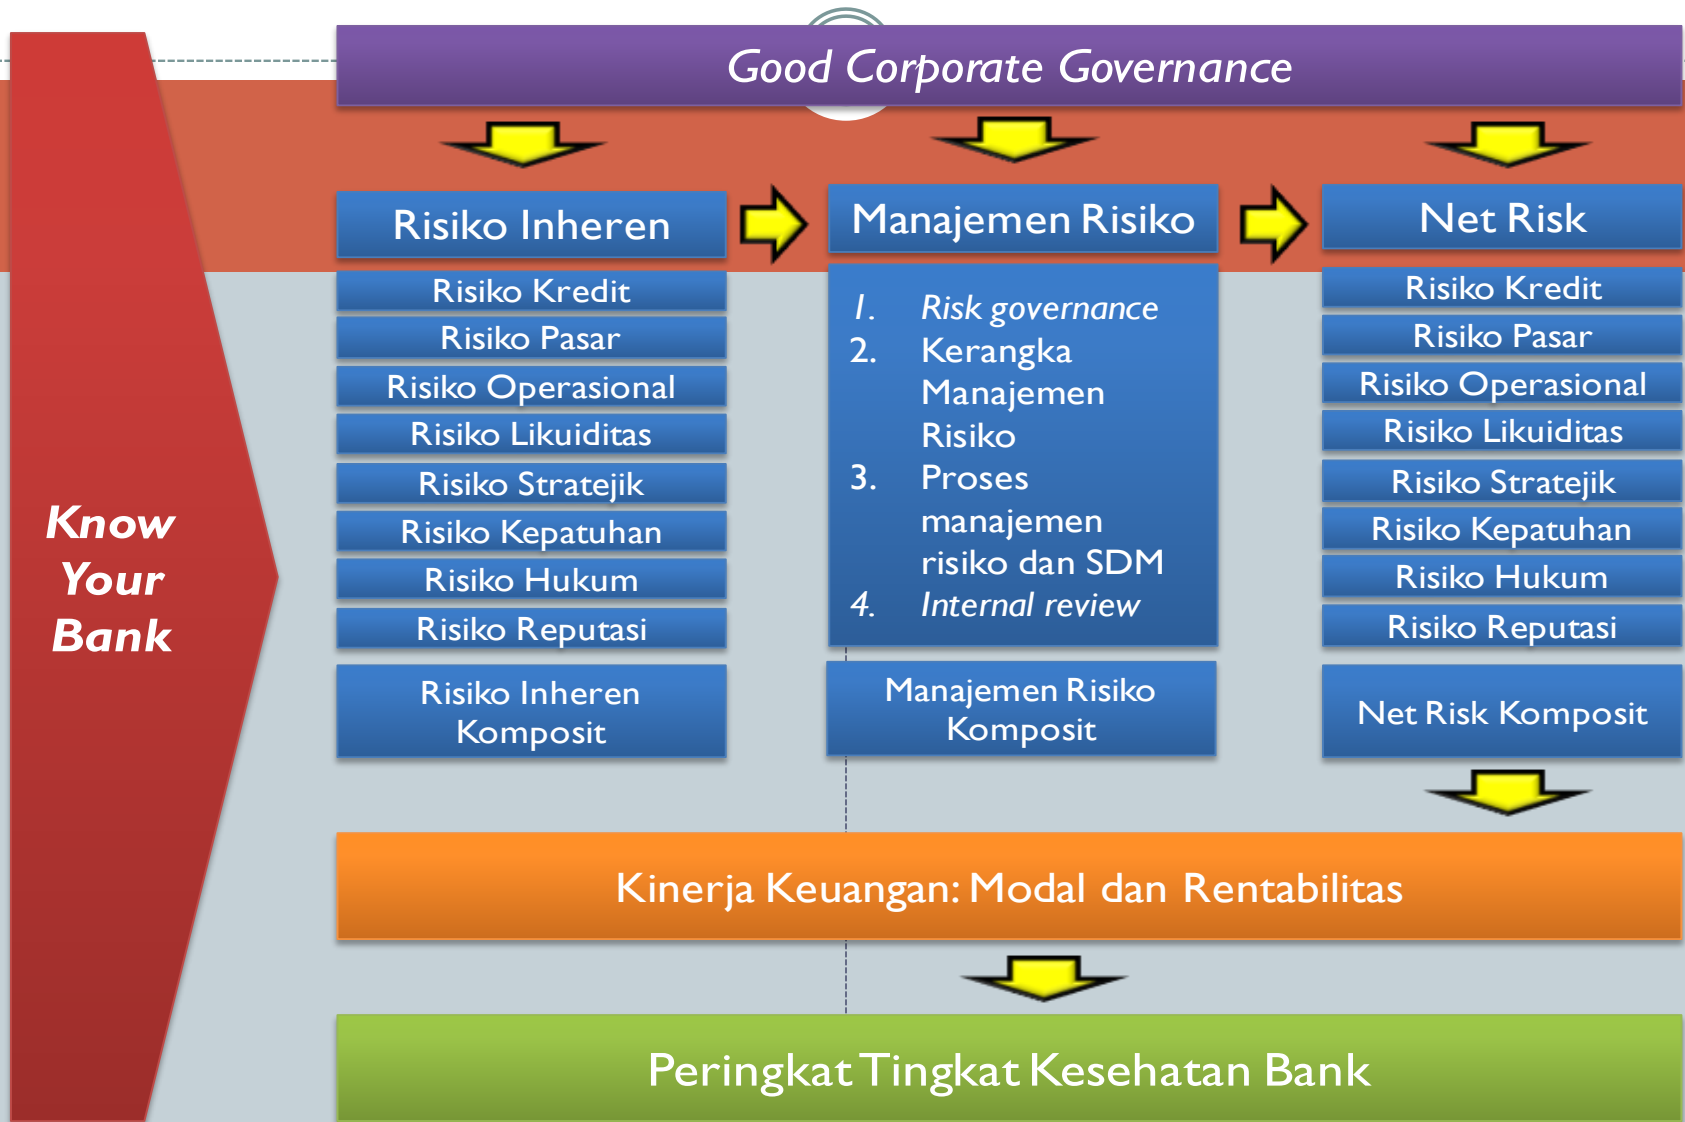 Good Corporate Governance
Know
Your
Bank
Risiko Inheren
Risiko Kredit
Risiko Pasar
Risiko Operasional
Risiko Likuiditas
Risiko Stratejik
Risiko Kepatuhan
Risiko Hukum
Risiko Reputasi
Risiko Inheren
Komposit
Manajemen Risiko
1. Risk governance
2. Kerangka
Manajemen
Risiko
3. Proses
manajemen
risiko dan SDM
4. Internal review
Manajemen Risiko
Komposit
Net Risk
Risiko Kredit
Risiko Pasar
Risiko Operasional
Risiko Likuiditas
Risiko Stratejik
Risiko Kepatuhan
Risiko Hukum
Risiko Reputasi
Net Risk Komposit
Kinerja Keuangan: Modal dan Rentabilitas
Peringkat Tingkat Kesehatan Bank